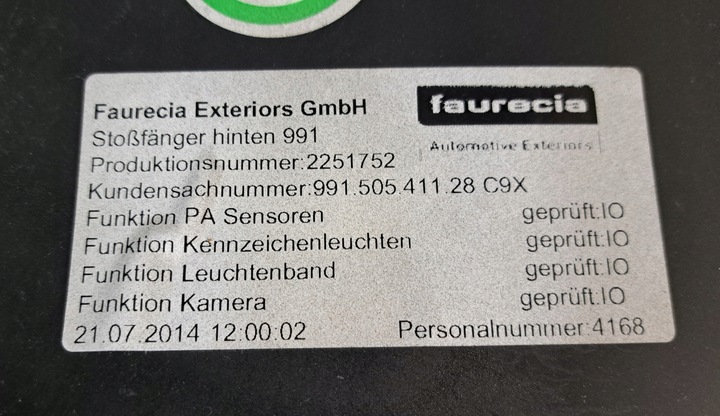 Faurecia Exteriors GmbH
faurecia
Automotive Exteriors
Stoßfänger hinten 991
Produktionsnummer:2251752
Kundensachnummer:991.505.411.28 C9X
Funktion PA Sensoren geprüft:IO
Funktion Kennzeichenleuchten geprüft:IO
Funktion Leuchtenband geprüft:IO
Funktion Kamera geprüft:IO
21.07.2014 12:00:02 Personalnummer:4168